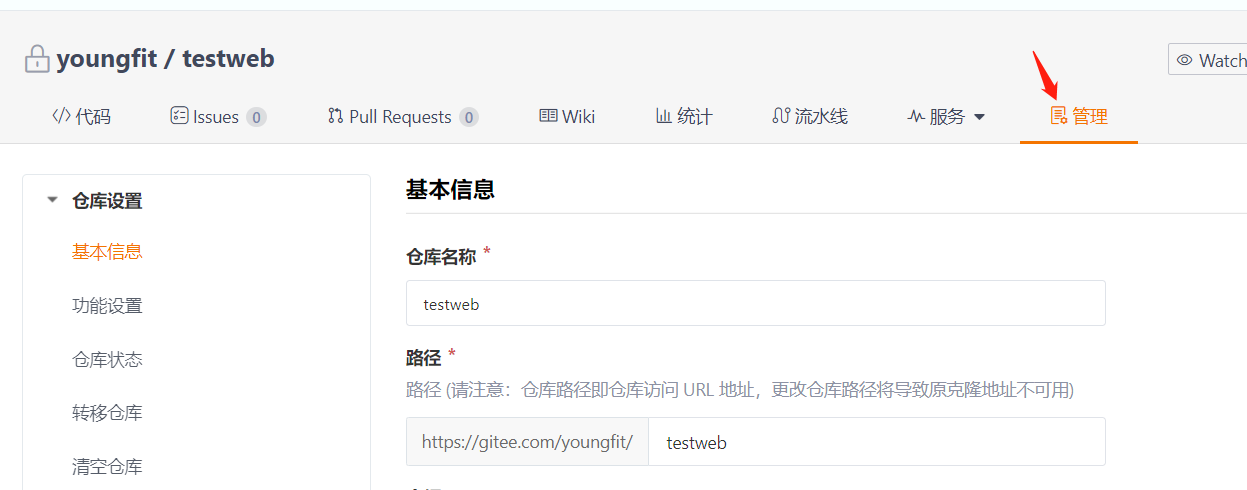 youngfit / testweb
Watch
代码
Issues 0
Pull Requests 0
Wiki
统计
流水线
服务
管理
仓库设置
基本信息
功能设置
仓库状态
转移仓库
清空仓库
基本信息
仓库名称 *
testweb
路径 *
路径 (请注意：仓库路径即仓库访问 URL 地址，更改仓库路径将导致原克隆地址不可用)
https://gitee.com/youngfit/ testweb